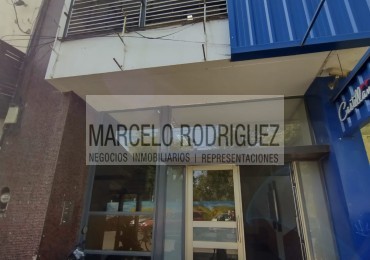 MARCELO RODRIGUEZ
NEGOCIOS INMOBILIARIOS | REPRESENTACIONES